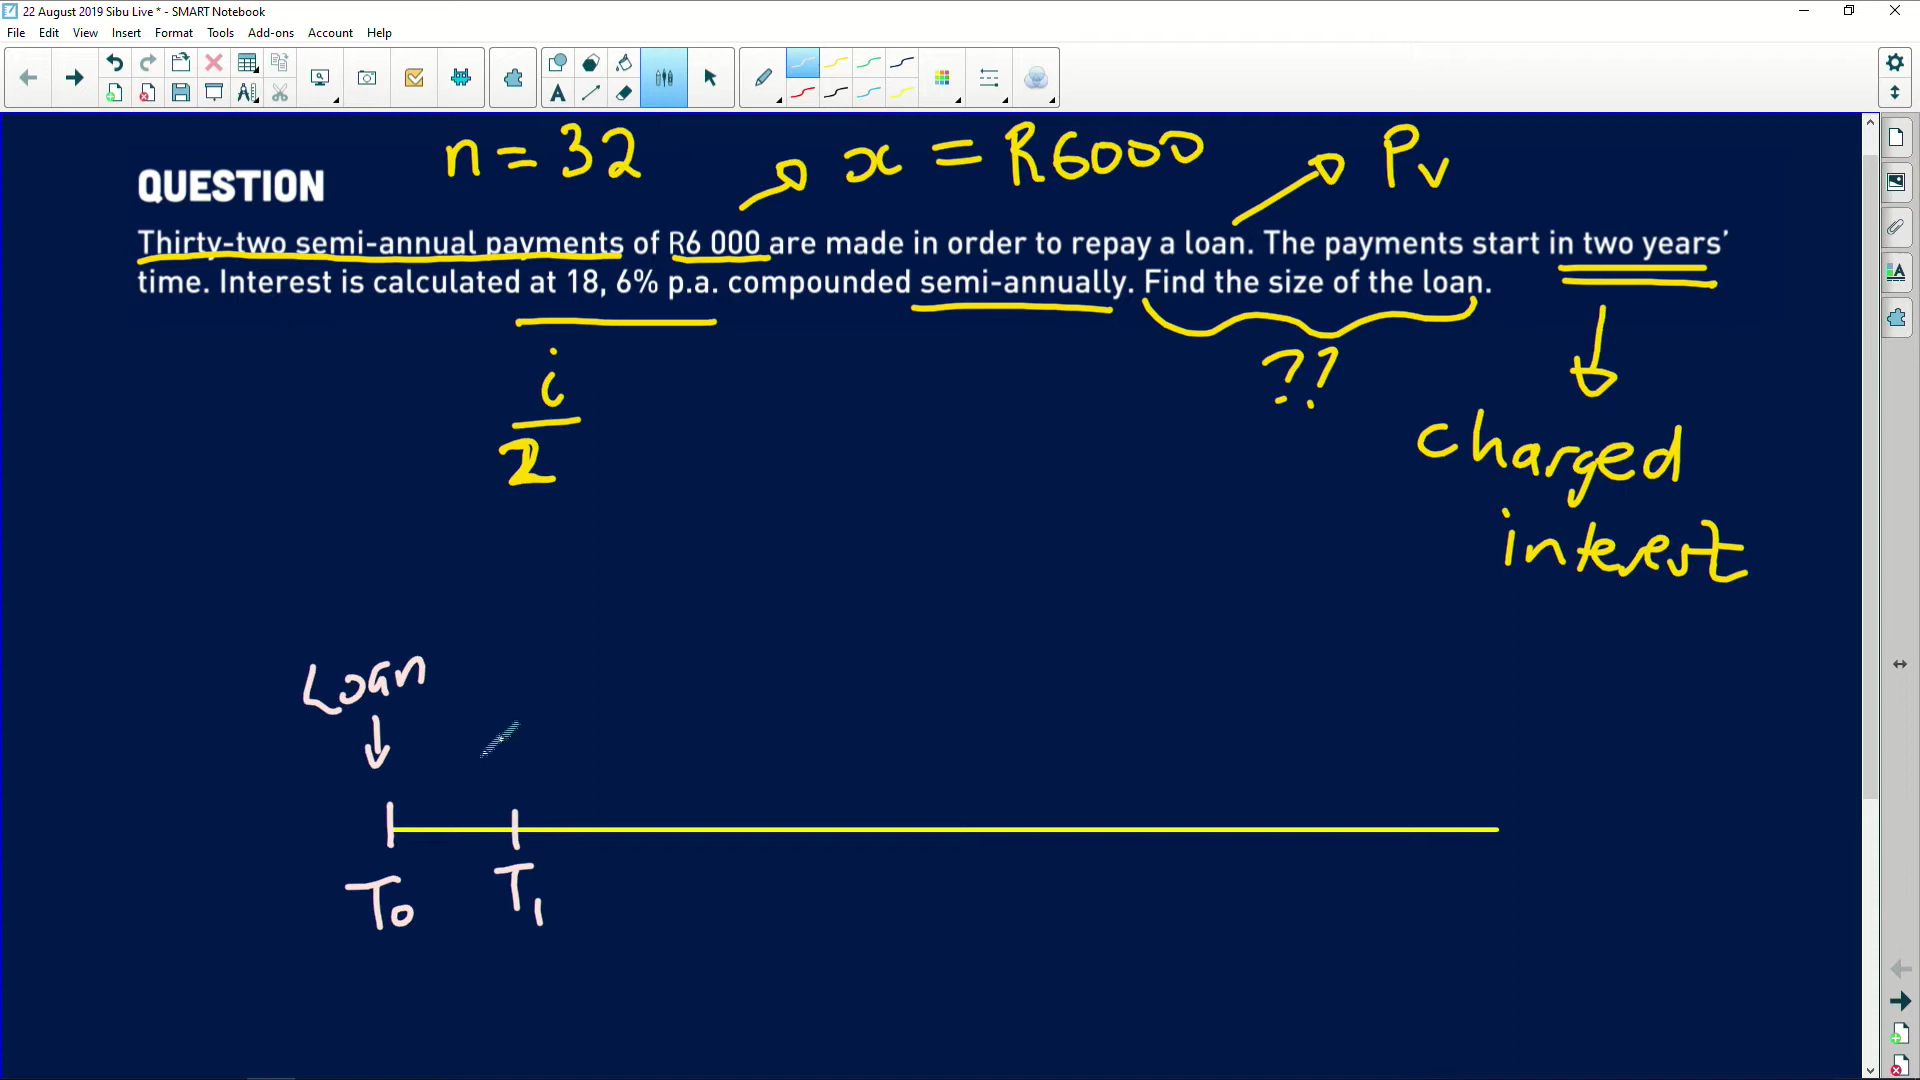 22 August 2019 Sibu Live * - SMART Notebook
File Edit View Insert Format Tools Add-ons Account Help
n = 32
x = R6000
Pv
QUESTION
Thirty-two semi-annual payments of R6 000 are made in order to repay a loan. The payments start in two years'
time. Interest is calculated at 18, 6% p.a. compounded semi-annually. Find the size of the loan.
i
2
??
charged
interest
Loan
T0
T1